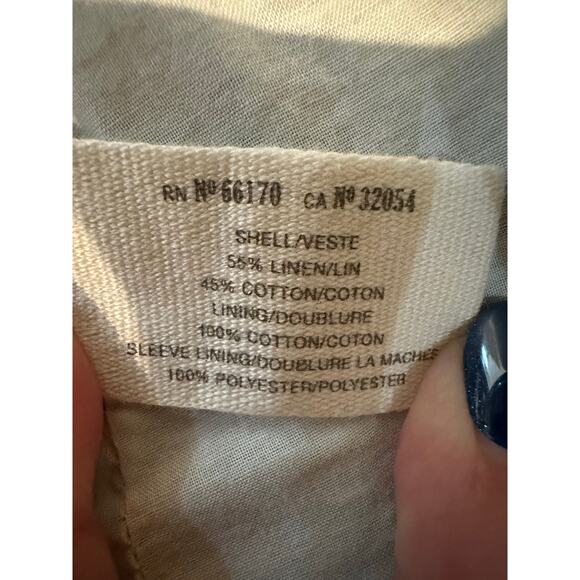 RN Nº 66170 CA Nº 32054
SHELL/VESTE
55% LINEN/LIN
45% COTTON/COTON
LINING/DOUBLURE
100% COTTON/COTON
SLEEVE LINING/DOUBLURE LA MACHES
100% POLYESTER/POLYESTER